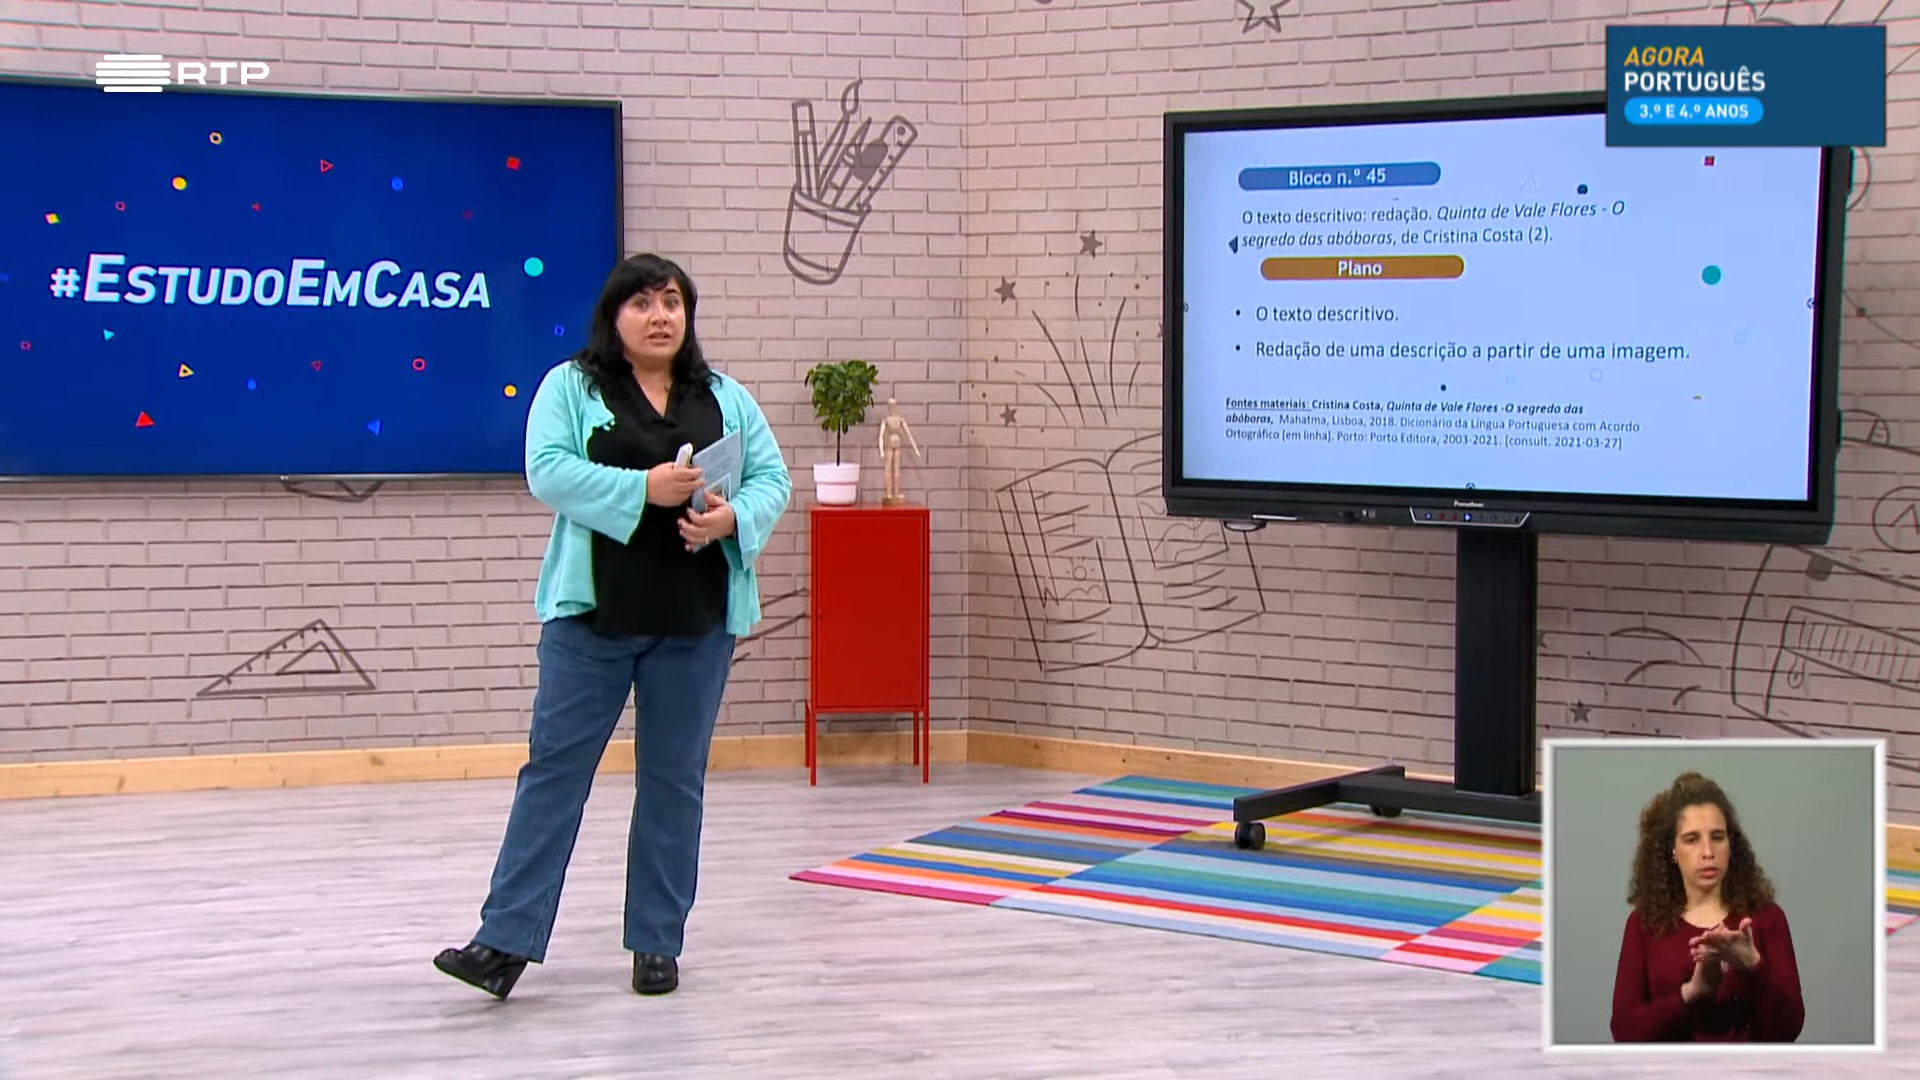 RTP
#ESTUDOEMCASA
AGORA
PORTUGUÊS
3.º E 4.º ANOS
Bloco n.º 45
O texto descritivo: redação. Quinta de Vale Flores - O
segredo das abóboras, de Cristina Costa (2).
Plano
• O texto descritivo.
• Redação de uma descrição a partir de uma imagem.
Fontes materiais: Cristina Costa, Quinta de Vale Flores -O segredo das
abóboras, Mahatma, Lisboa, 2018. Dicionário da Língua Portuguesa com Acordo
Ortográfico [em linha]. Porto: Porto Editora, 2003-2021. [consult. 2021-03-27]
Promethean